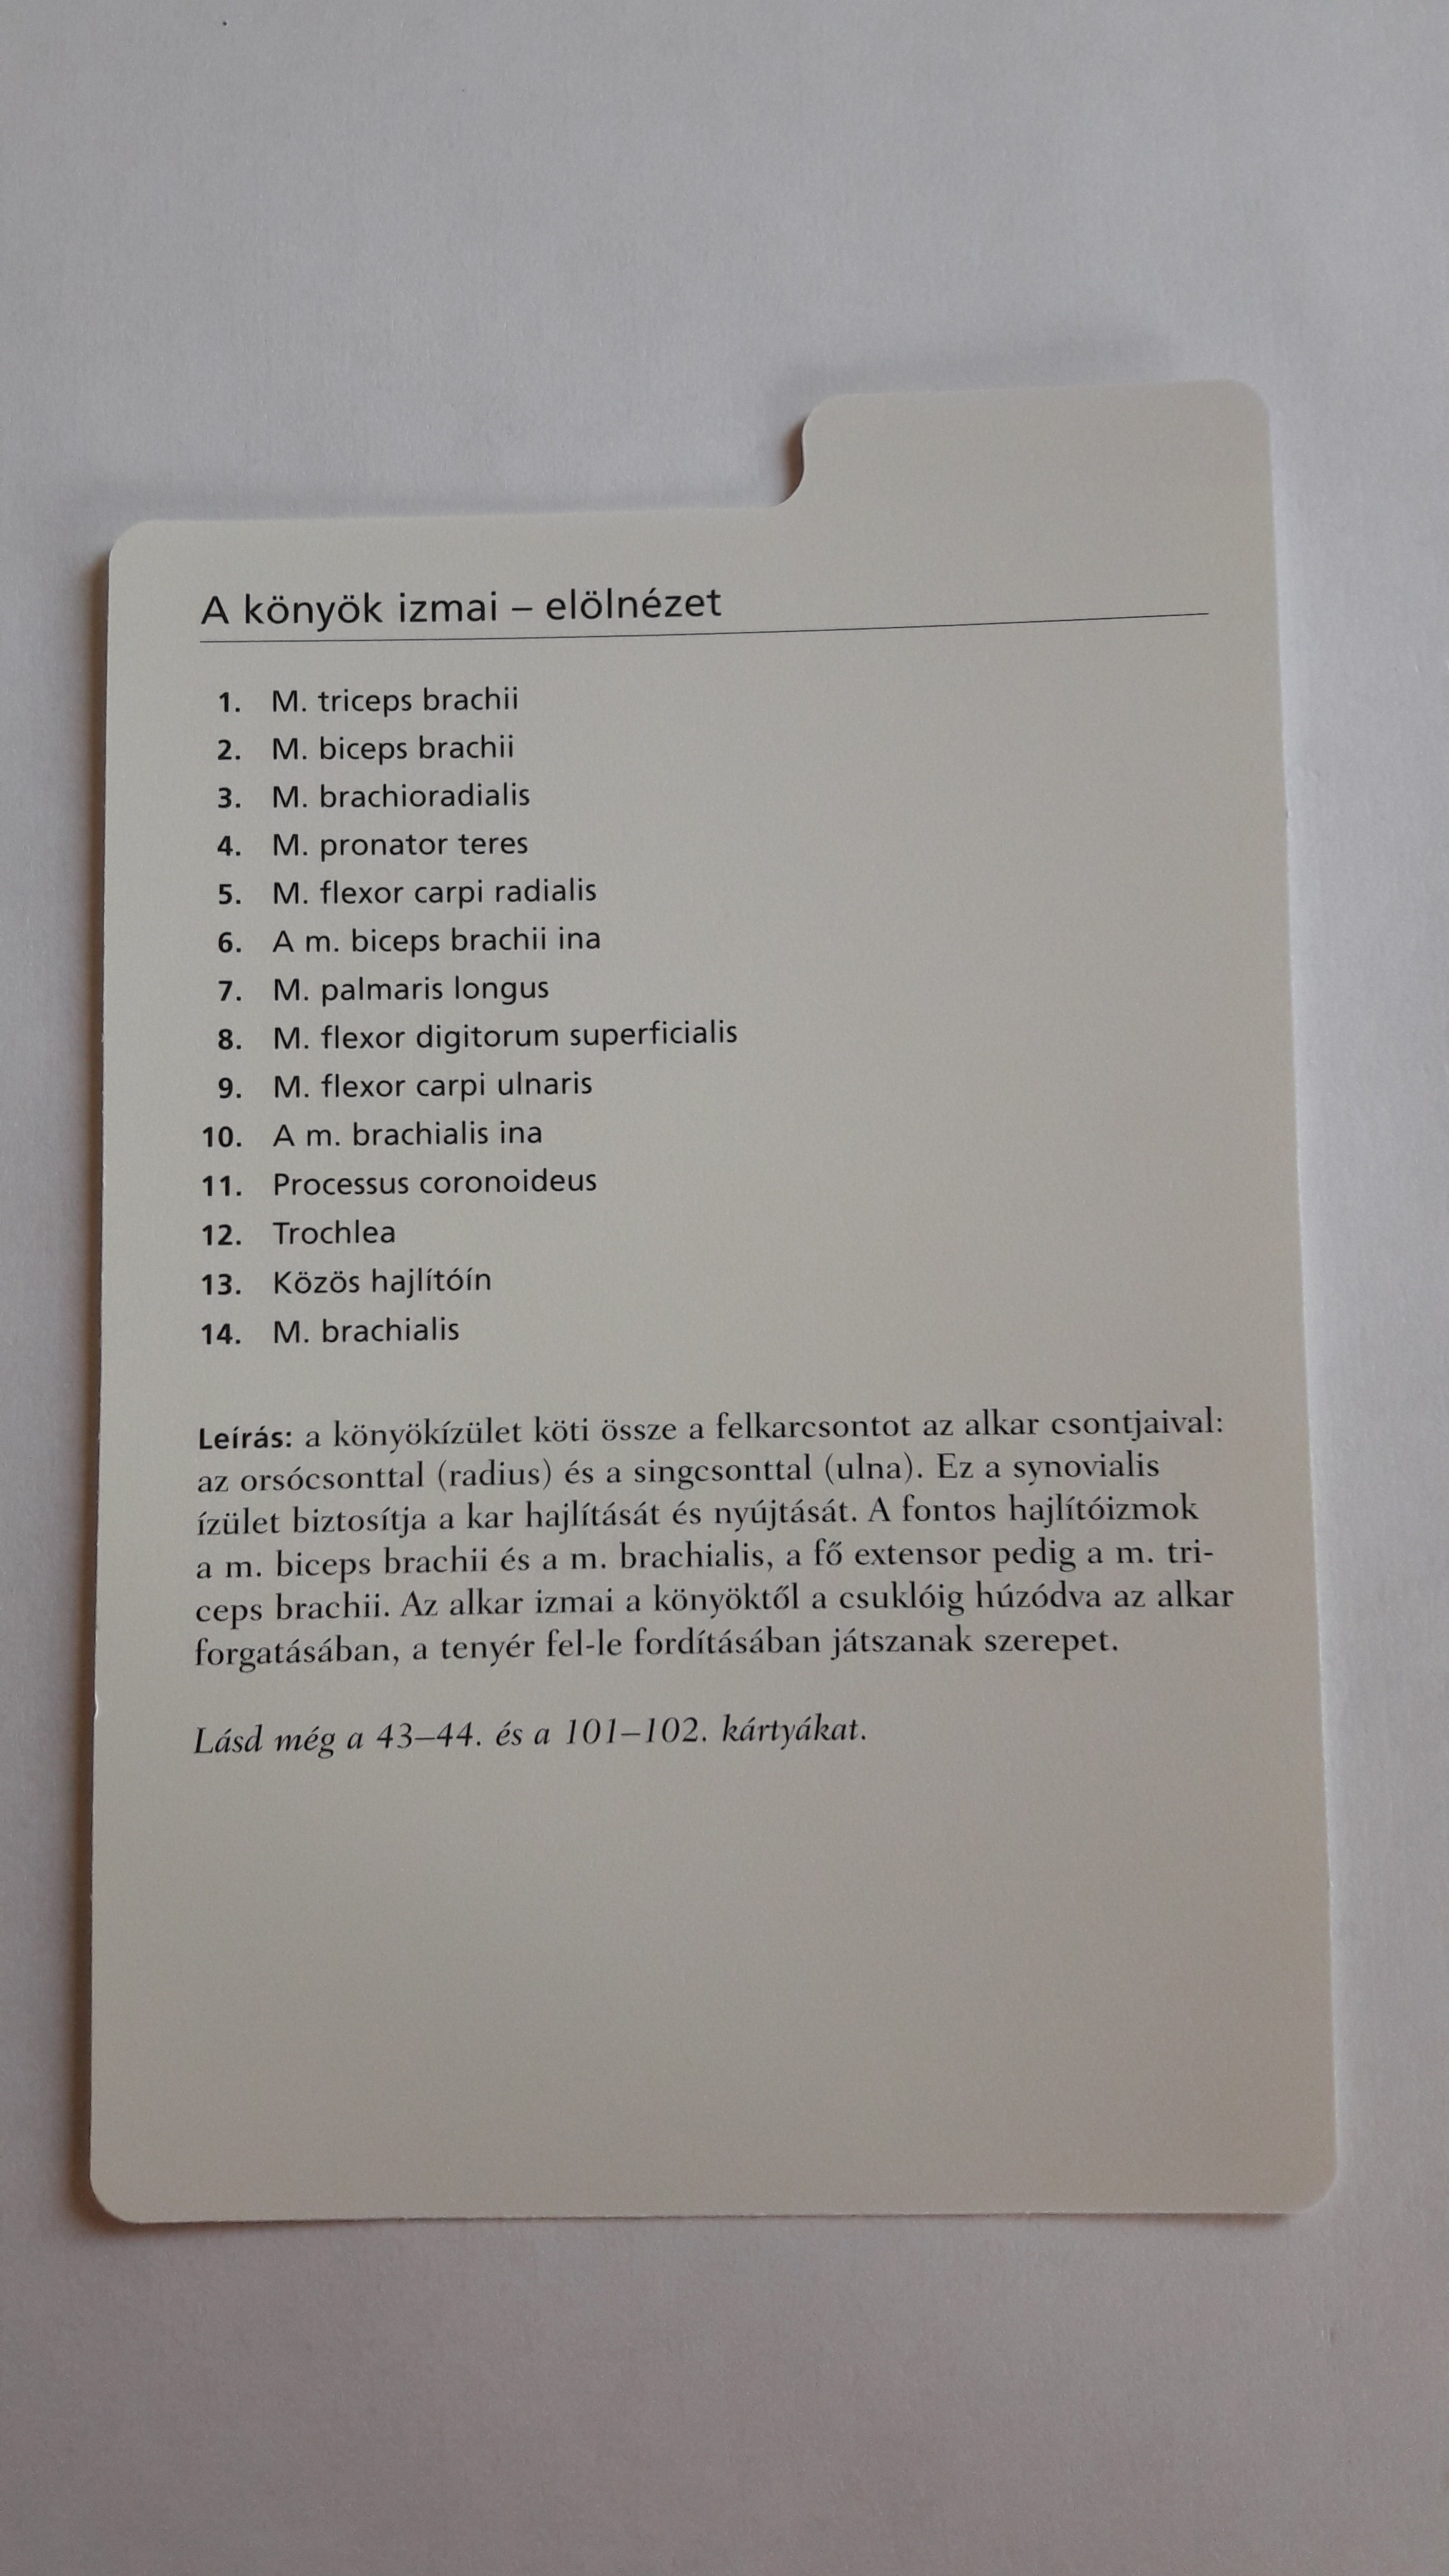 A könyök izmai – elölnézet
1. M. triceps brachii
2. M. biceps brachii
3. M. brachioradialis
4. M. pronator teres
5. M. flexor carpi radialis
6. A m. biceps brachii ina
7. M. palmaris longus
8. M. flexor digitorum superficialis
9. M. flexor carpi ulnaris
10. A m. brachialis ina
11. Processus coronoideus
12. Trochlea
13. Közös hajlítóín
14. M. brachialis
Leírás: a könyökízület köti össze a felkarcsontot az alkar csontjaival:
az orsócsonttal (radius) és a singcsonttal (ulna). Ez a synovialis
ízület biztosítja a kar hajlítását és nyújtását. A fontos hajlítóizmok
a m. biceps brachii és a m. brachialis, a fő extensor pedig a m. tri-
ceps brachii. Az alkar izmai a könyöktől a csuklóig húzódva az alkar
forgatásában, a tenyér fel-le fordításában játszanak szerepet.
Lásd még a 43–44. és a 101–102. kártyákat.